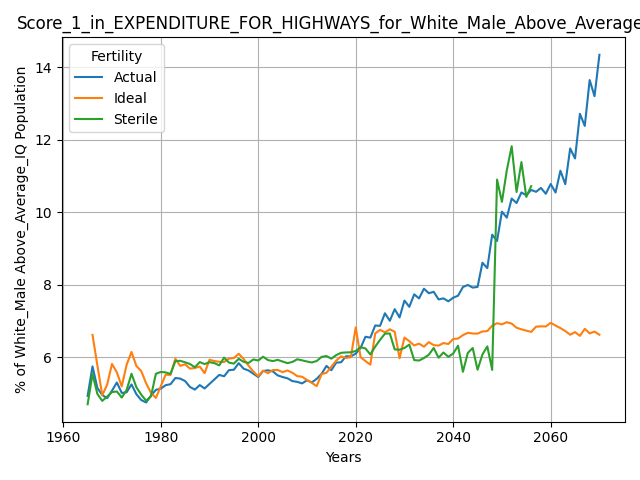 Score_1_in_EXPENDITURE_FOR_HIGHWAYS_for_White_Male_Above_Average
Fertility
Actual
Ideal
Sterile
% of White_Male Above_Average_IQ Population
14
12
10
8
6
1960 1980 2000 2020 2040 2060
Years